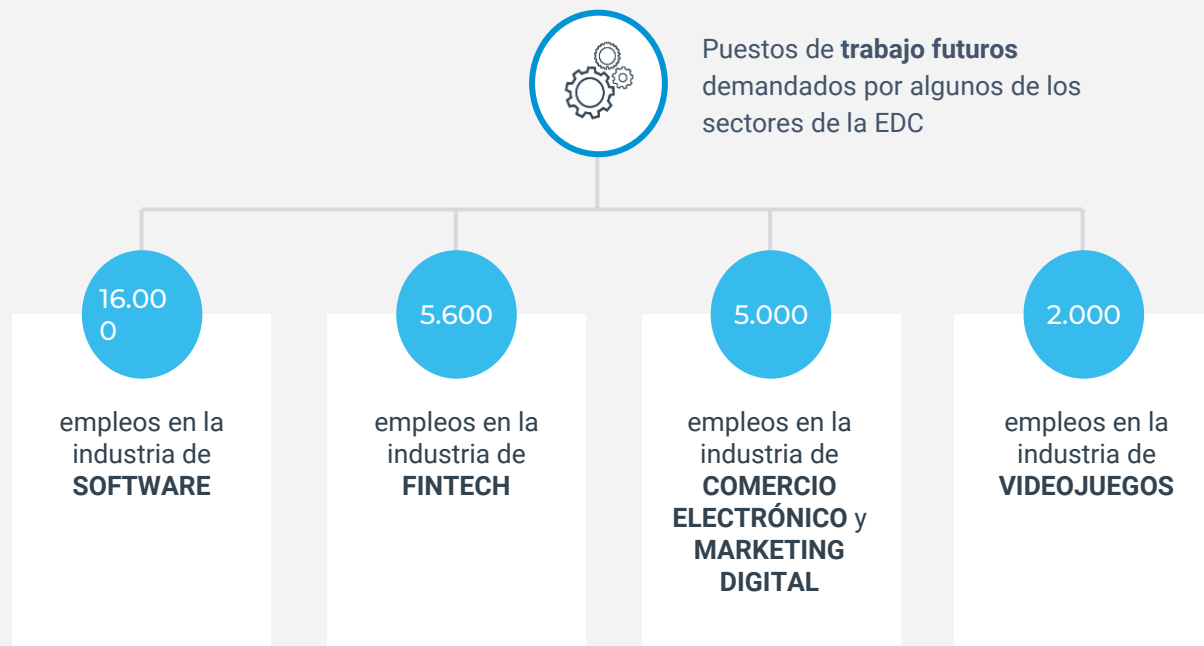 Puestos de trabajo futuros
demandados por algunos de los
sectores de la EDC
16.00
0
empleos en la
industria de
SOFTWARE
5.600
empleos en la
industria de
FINTECH
5.000
empleos en la
industria de
COMERCIO
ELECTRÓNICO y
MARKETING
DIGITAL
2.000
empleos en la
industria de
VIDEOJUEGOS